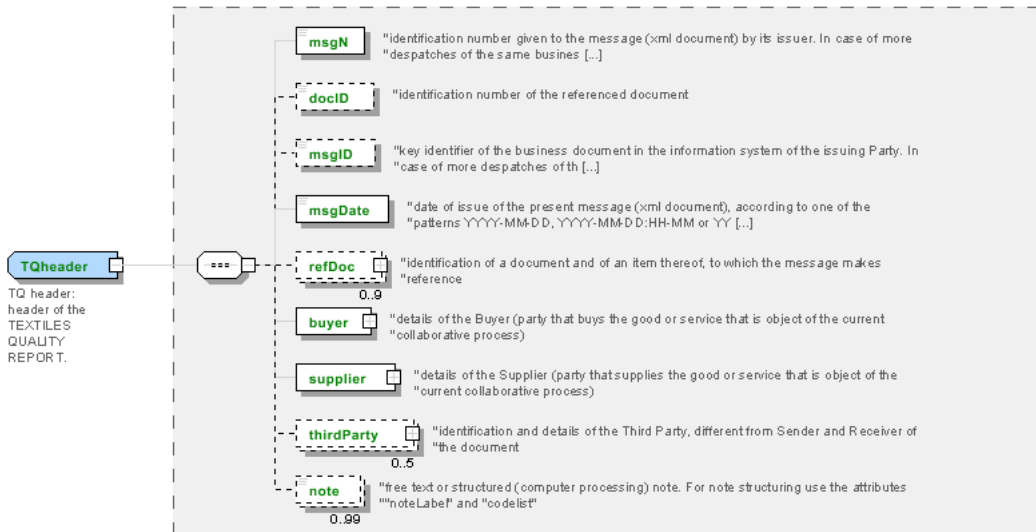 msgN
"identification number given to the message (xml document) by its issuer. In case of more
"despatches of the same busines [...]
docID
"identification number of the referenced document
msgID
"key identifier of the business document in the information system of the issuing Party. In
"case of more despatches of th [...]
msgDate
"date of issue of the present message (xml document), according to one of the
"patterns YYYY-MM-DD, YYYY-MM-DD:HH-MM or YY [...]
TQheader
TQ header:
header of the
TEXTILES
QUALITY
REPORT.
refDoc
"identification of a document and of an item thereof, to which the message makes
"reference
0..9
buyer
"details of the Buyer (party that buys the good or service that is object of the current
"collaborative process)
supplier
"details of the Supplier (party that supplies the good or service that is object of the
"current collaborative process)
thirdParty
"identification and details of the Third Party, different from Sender and Receiver of
"the document
0..5
note
"free text or structured (computer processing) note. For note structuring use the attributes
""noteLabel" and "codelist"
0..99